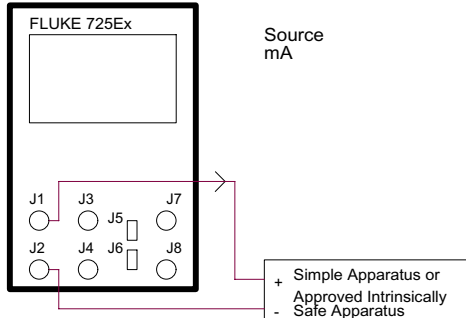 FLUKE 725Ex
Source
mA
J1 J3 J7
J5
J2 J4 J6 J8
+ Simple Apparatus or
Approved Intrinsically
- Safe Apparatus